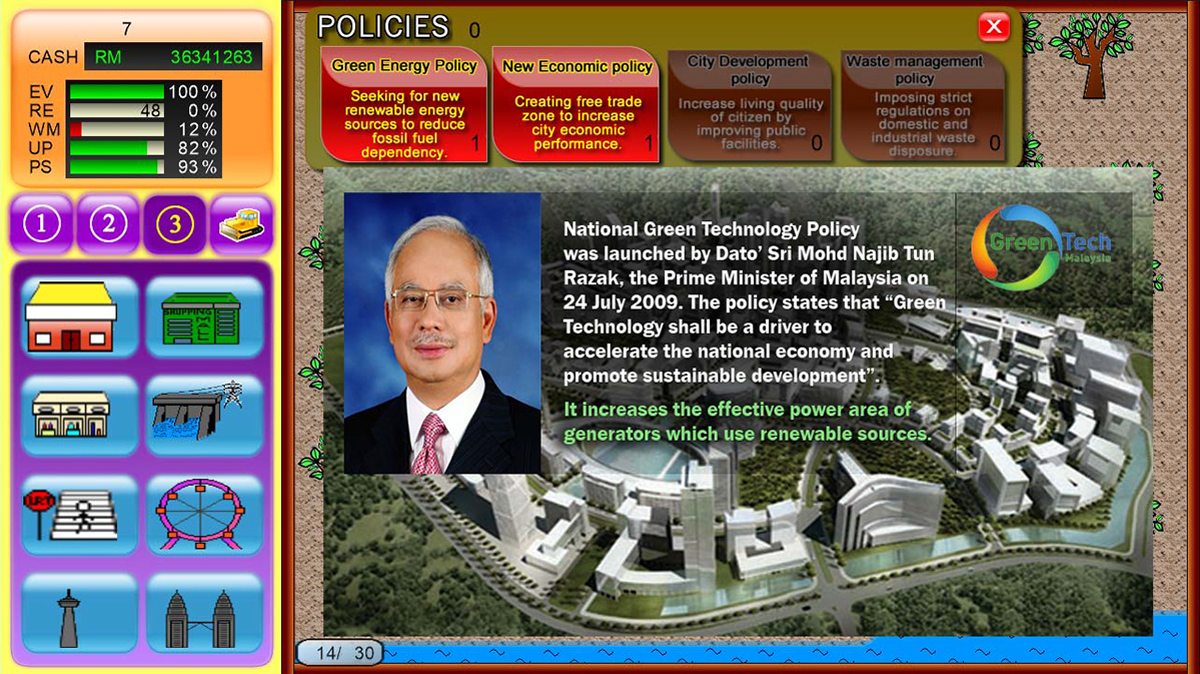 7
CASH RM 36341263
EV 100 %
RE 48 0 %
WM 12 %
UP 82 %
PS 93 %
1 2 3
SHOPPING
MALL
POLICIES 0
X
Green Energy Policy
Seeking for new
renewable energy
sources to reduce
fossil fuel
dependency. 1
New Economic policy
Creating free trade
zone to increase
city economic
performance. 1
City Development
policy
Increase living quality
of citizen by
improving public
facilities. 0
Waste management
policy
Imposing strict
regulations on
domestic and
industrial waste
disposure. 0
National Green Technology Policy
was launched by Dato’ Sri Mohd Najib Tun
Razak, the Prime Minister of Malaysia on
24 July 2009. The policy states that “Green
Technology shall be a driver to
accelerate the national economy and
promote sustainable development”.
It increases the effective power area of
generators which use renewable sources.
Green Tech
Malaysia
14/ 30